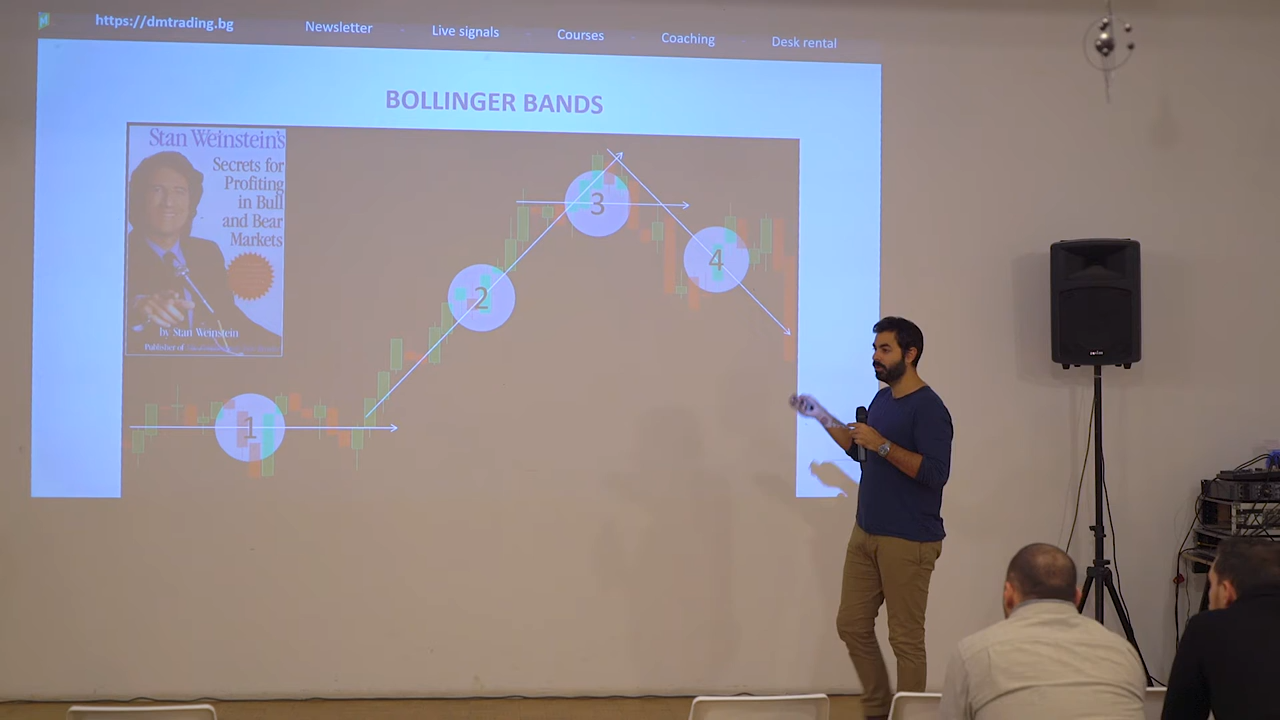 https://dmtrading.bg
Newsletter
Live signals
Courses
Coaching
Desk rental
BOLLINGER BANDS
Stan Weinstein's
Secrets for
Profiting
in Bull
and Bear
Markets
by Stan Weinstein
Publisher of
1
2
3
4